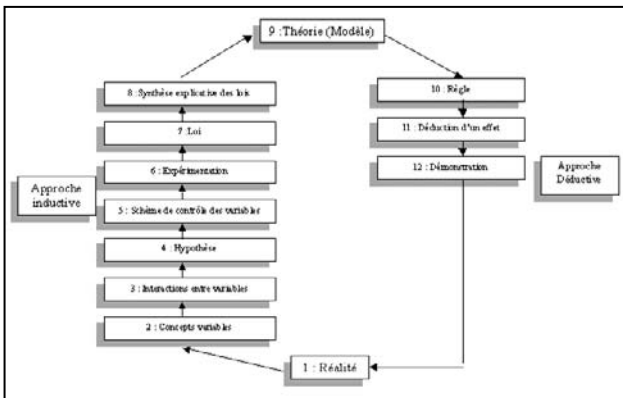 9 : Théorie (Modèle)
8 : Synthèse explicative des lois
7 : Loi
6 : Expérimentation
5 : Schème de contrôle des variables
4 : Hypothèse
3 : Interactions entre variables
2 : Concepts variables
Approche
inductive
10 : Règle
11 : Déduction d'un effet
12 : Démonstration
Approche
Déductive
1 : Réalité